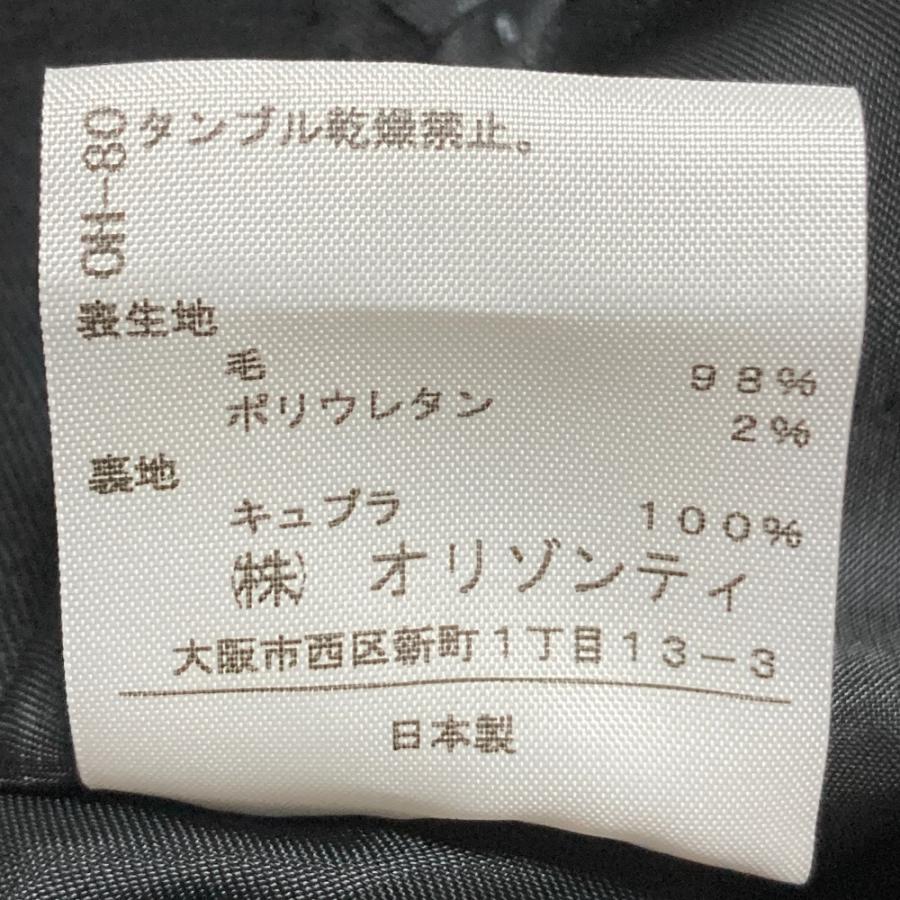 タンブル乾燥禁止。
OH-80
表生地
毛 98%
ポリウレタン 2%
裏地
キュプラ 100%
㈱ オリゾンティ
大阪市西区新町1丁目13-3
日本製